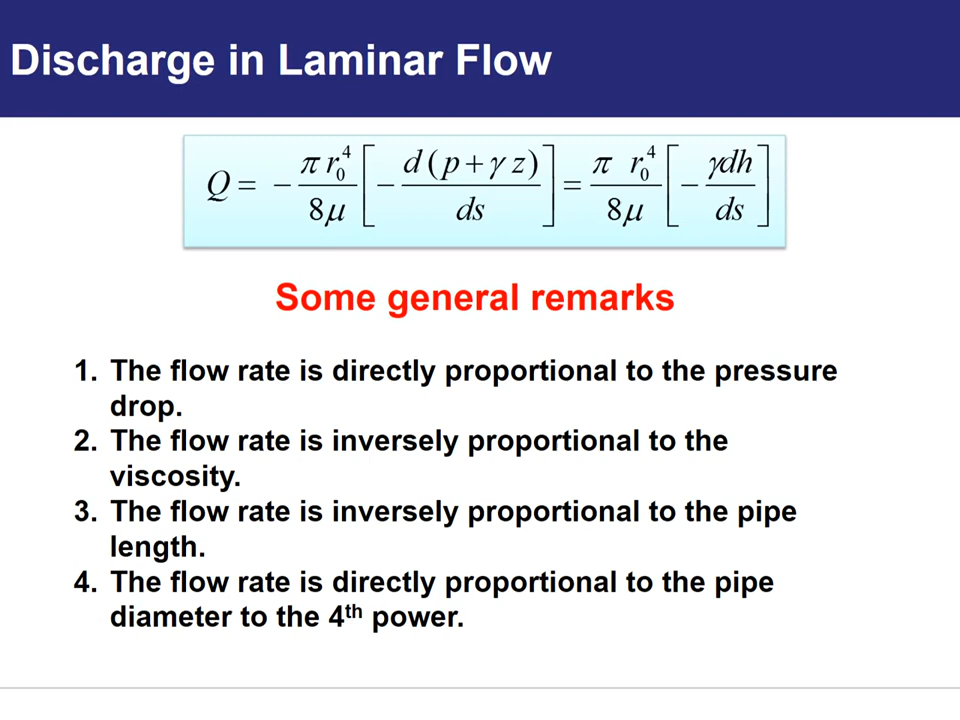 Discharge in Laminar Flow
Q = − π r₀⁴ / 8μ [ − d(p + γ z) / ds ] = π r₀⁴ / 8μ [ − γdh / ds ]
Some general remarks
1. The flow rate is directly proportional to the pressure
drop.
2. The flow rate is inversely proportional to the
viscosity.
3. The flow rate is inversely proportional to the pipe
length.
4. The flow rate is directly proportional to the pipe
diameter to the 4th power.